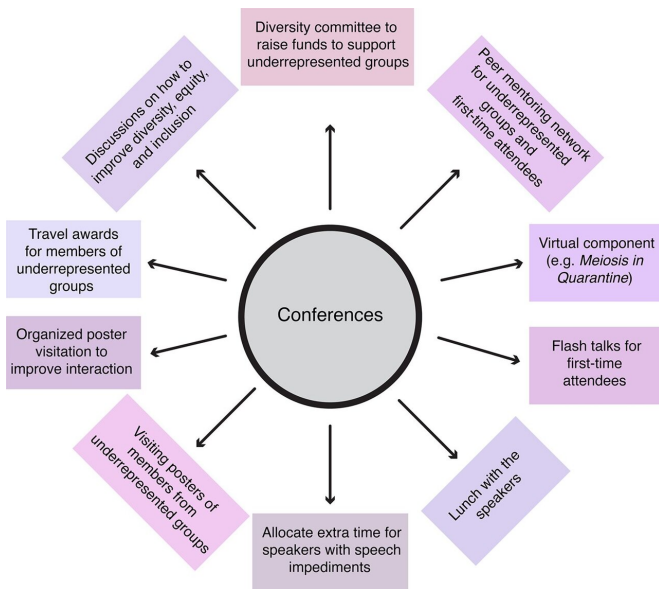 Diversity committee to
raise funds to support
underrepresented groups
Peer mentoring network
for underrepresented
groups and
first-time attendees
Virtual component
(e.g. Meiosis in
Quarantine)
Flash talks for
first-time
attendees
Lunch with the
speakers
Allocate extra time for
speakers with speech
impediments
Visiting posters of
members from
underrepresented groups
Organized poster
visitation to
improve interaction
Travel awards
for members of
underrepresented
groups
Discussions on how to
improve diversity, equity,
and inclusion
Conferences